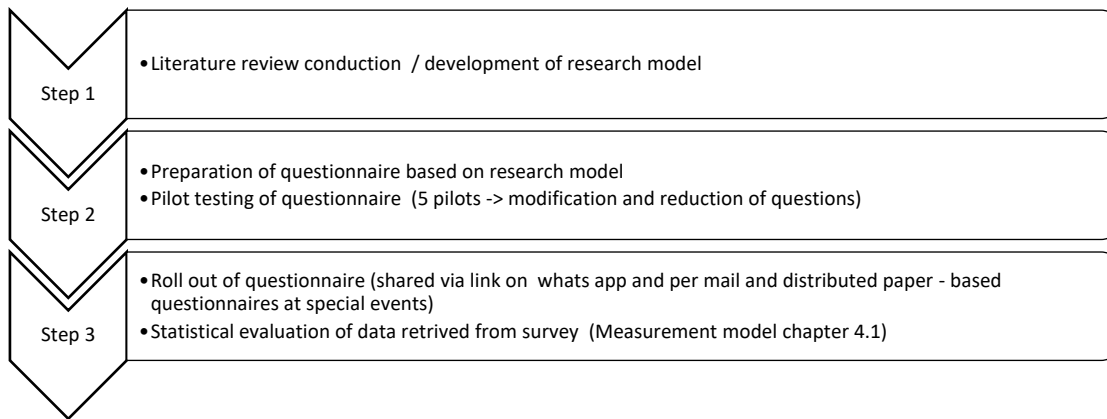 Step 1
•Literature review conduction / development of research model
Step 2
•Preparation of questionnaire based on research model
•Pilot testing of questionnaire (5 pilots -> modification and reduction of questions)
Step 3
•Roll out of questionnaire (shared via link on whats app and per mail and distributed paper - based
questionnaires at special events)
•Statistical evaluation of data retrived from survey (Measurement model chapter 4.1)